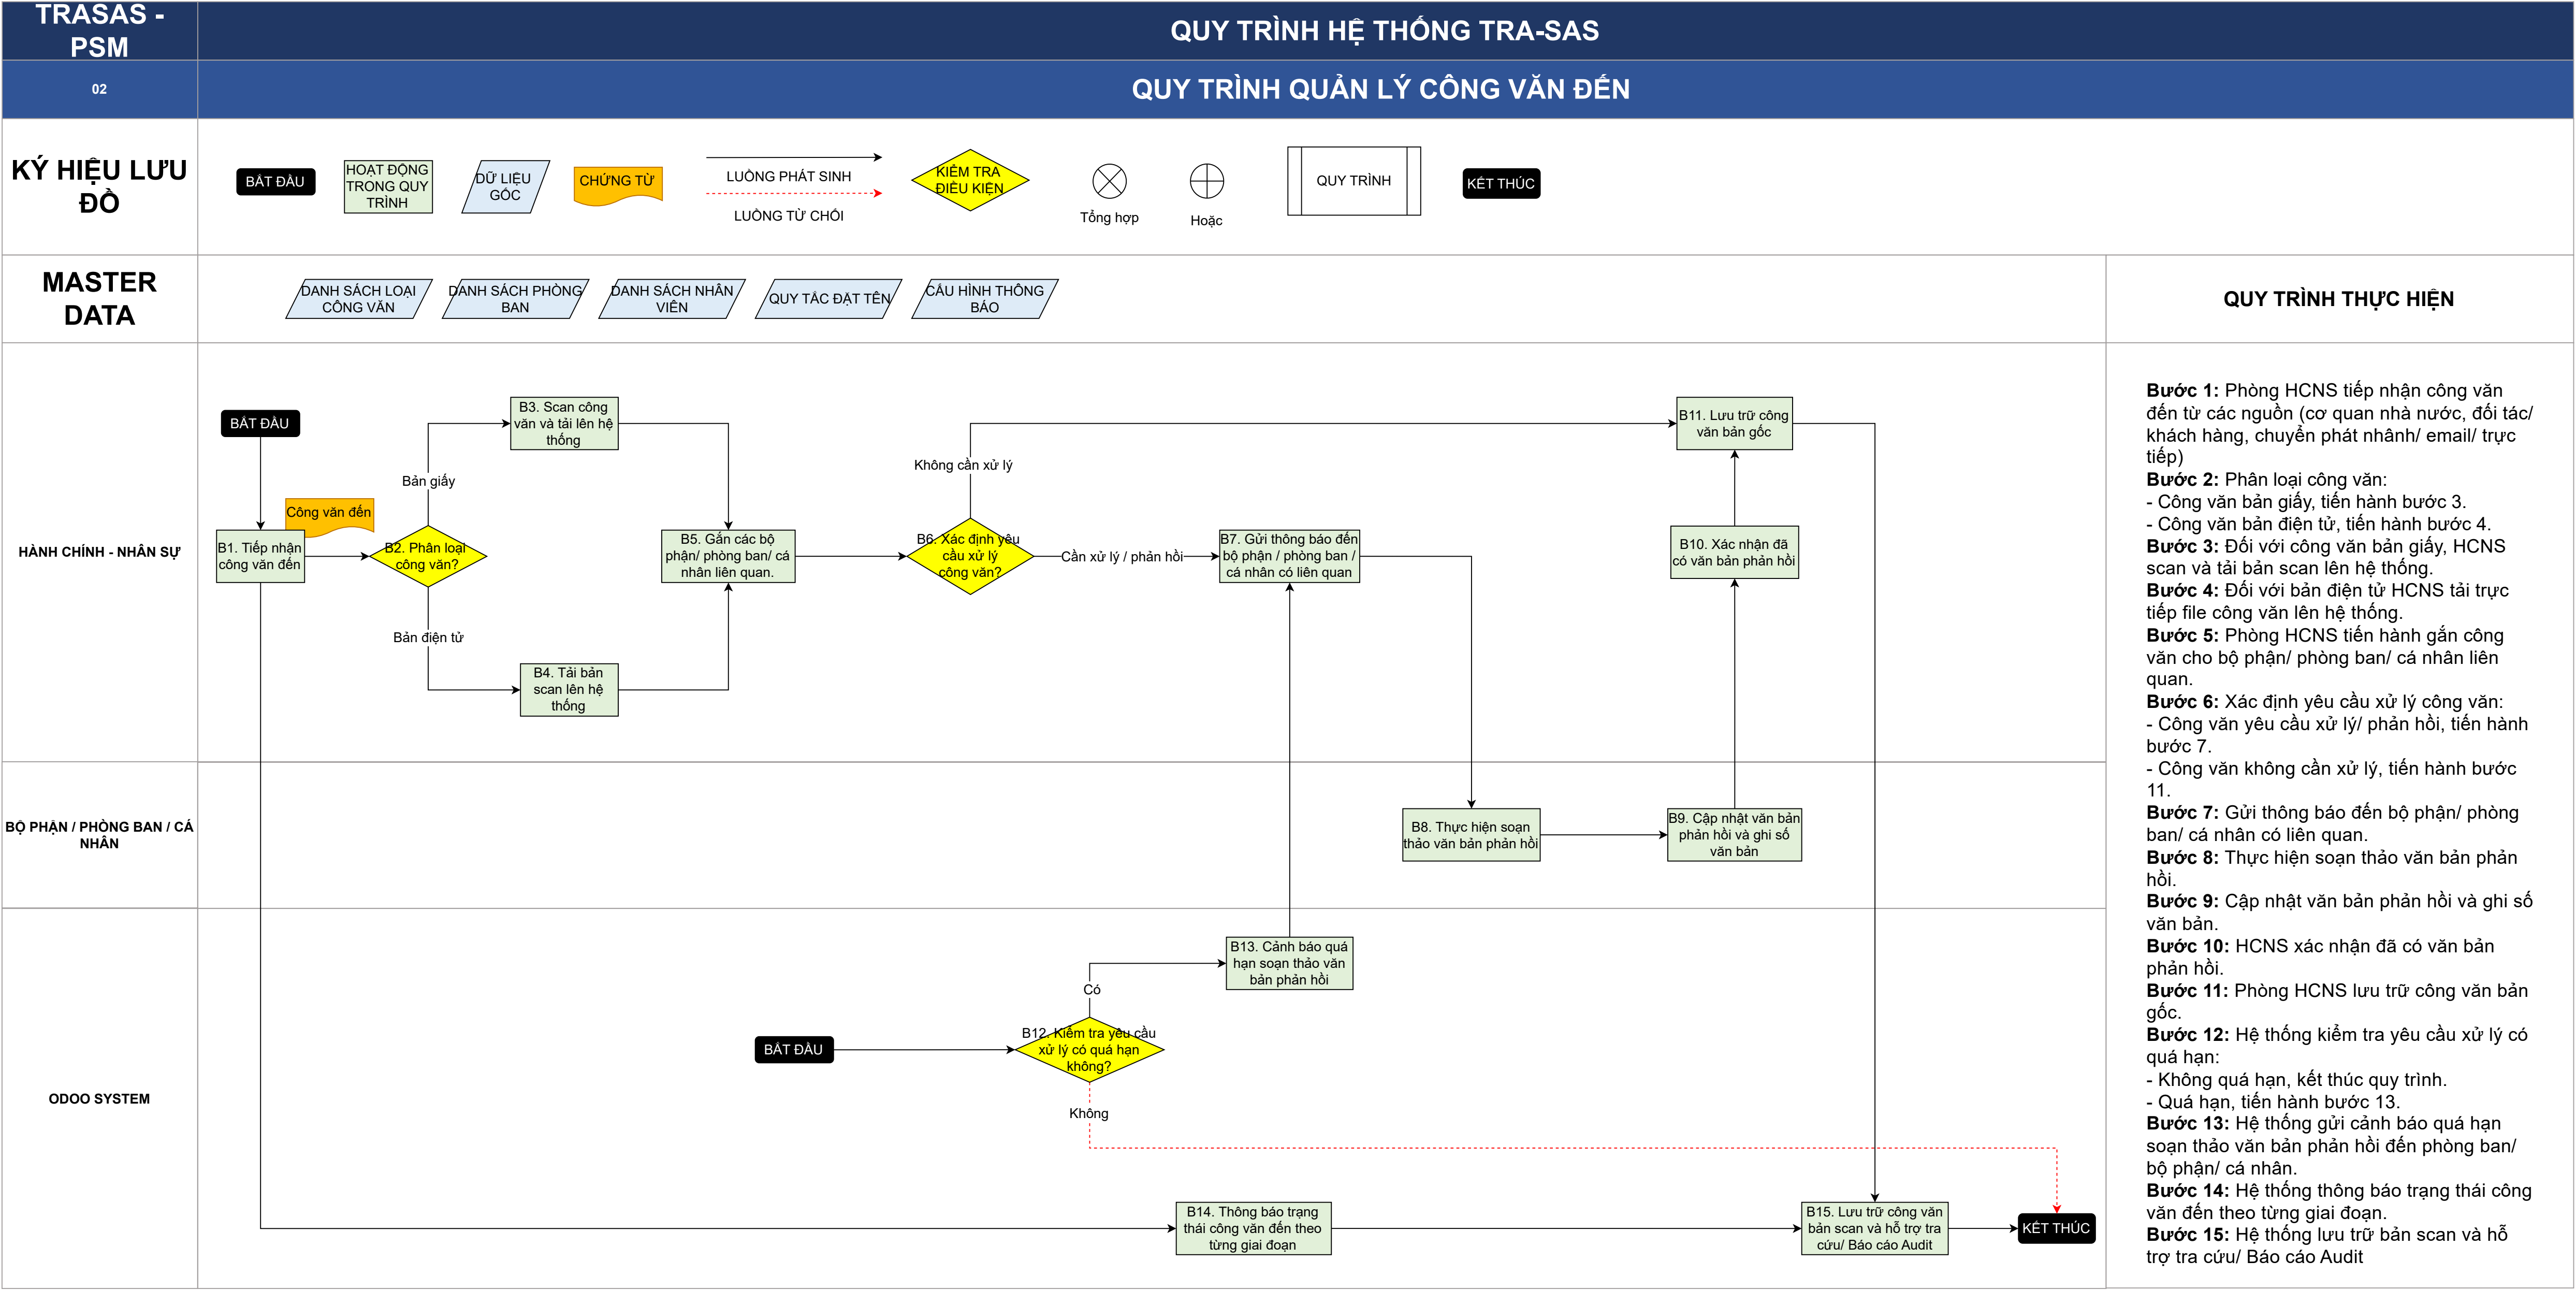 TRASAS -
PSM
QUY TRÌNH HỆ THỐNG TRA-SAS
02
QUY TRÌNH QUẢN LÝ CÔNG VĂN ĐẾN
KÝ HIỆU LƯU
ĐỒ
BẮT ĐẦU
HOẠT ĐỘNG
TRONG QUY
TRÌNH
DỮ LIỆU
GỐC
CHỨNG TỪ
LUỒNG PHÁT SINH
LUỒNG TỪ CHỐI
KIỂM TRA
ĐIỀU KIỆN
Tổng hợp
Hoặc
QUY TRÌNH
KẾT THÚC
MASTER
DATA
DANH SÁCH LOẠI
CÔNG VĂN
DANH SÁCH PHÒNG
BAN
DANH SÁCH NHÂN
VIÊN
QUY TẮC ĐẶT TÊN
CẤU HÌNH THÔNG
BÁO
QUY TRÌNH THỰC HIỆN
HÀNH CHÍNH - NHÂN SỰ
BẮT ĐẦU
Công văn đến
B1. Tiếp nhận
công văn đến
B2. Phân loại
công văn?
Bản giấy
Bản điện tử
B3. Scan công
văn và tải lên hệ
thống
B4. Tải bản
scan lên hệ
thống
B5. Gắn các bộ
phận/ phòng ban/ cá
nhân liên quan.
B6. Xác định yêu
cầu xử lý
công văn?
Không cần xử lý
Cần xử lý / phản hồi
B7. Gửi thông báo đến
bộ phận / phòng ban /
cá nhân có liên quan
B11. Lưu trữ công
văn bản gốc
B10. Xác nhận đã
có văn bản phản hồi
BỘ PHẬN / PHÒNG BAN / CÁ
NHÂN
B8. Thực hiện soạn
thảo văn bản phản hồi
B9. Cập nhật văn bản
phản hồi và ghi số
văn bản
ODOO SYSTEM
B13. Cảnh báo quá
hạn soạn thảo văn
bản phản hồi
Có
BẮT ĐẦU
B12. Kiểm tra yêu cầu
xử lý có quá hạn
không?
Không
B14. Thông báo trạng
thái công văn đến theo
từng giai đoạn
B15. Lưu trữ công văn
bản scan và hỗ trợ tra
cứu/ Báo cáo Audit
KẾT THÚC
Bước 1: Phòng HCNS tiếp nhận công văn
đến từ các nguồn (cơ quan nhà nước, đối tác/
khách hàng, chuyển phát nhành/ email/ trực
tiếp)
Bước 2: Phân loại công văn:
- Công văn bản giấy, tiến hành bước 3.
- Công văn bản điện tử, tiến hành bước 4.
Bước 3: Đối với công văn bản giấy, HCNS
scan và tải bản scan lên hệ thống.
Bước 4: Đối với bản điện tử HCNS tải trực
tiếp file công văn lên hệ thống.
Bước 5: Phòng HCNS tiến hành gắn công
văn cho bộ phận/ phòng ban/ cá nhân liên
quan.
Bước 6: Xác định yêu cầu xử lý công văn:
- Công văn yêu cầu xử lý/ phản hồi, tiến hành
bước 7.
- Công văn không cần xử lý, tiến hành bước
11.
Bước 7: Gửi thông báo đến bộ phận/ phòng
ban/ cá nhân có liên quan.
Bước 8: Thực hiện soạn thảo văn bản phản
hồi.
Bước 9: Cập nhật văn bản phản hồi và ghi số
văn bản.
Bước 10: HCNS xác nhận đã có văn bản
phản hồi.
Bước 11: Phòng HCNS lưu trữ công văn bản
gốc.
Bước 12: Hệ thống kiểm tra yêu cầu xử lý có
quá hạn:
- Không quá hạn, kết thúc quy trình.
- Quá hạn, tiến hành bước 13.
Bước 13: Hệ thống gửi cảnh báo quá hạn
soạn thảo văn bản phản hồi đến phòng ban/
bộ phận/ cá nhân.
Bước 14: Hệ thống thông báo trạng thái công
văn đến theo từng giai đoạn.
Bước 15: Hệ thống lưu trữ bản scan và hỗ
trợ tra cứu/ Báo cáo Audit